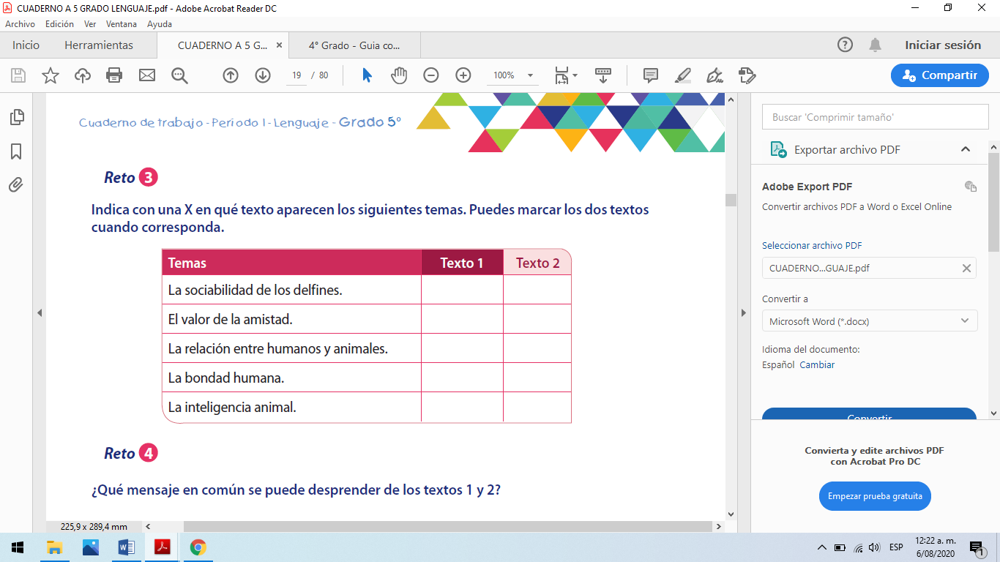 CUADERNO A 5 GRADO LENGUAJE.pdf - Adobe Acrobat Reader DC
Archivo Edición Ver Ventana Ayuda
Inicio Herramientas CUADERNO A 5 G... × 4° Grado - Guia co... Iniciar sesión
19 / 80 100% Compartir
Cuaderno de trabajo - Periodo 1 - Lenguaje - Grado 5°
Reto 3
Indica con una X en qué texto aparecen los siguientes temas. Puedes marcar los dos textos
cuando corresponda.
Temas Texto 1 Texto 2
La sociabilidad de los delfines.
El valor de la amistad.
La relación entre humanos y animales.
La bondad humana.
La inteligencia animal.
Reto 4
¿Qué mensaje en común se puede desprender de los textos 1 y 2?
225,9 x 289,4 mm
Buscar 'Comprimir tamaño'
Exportar archivo PDF
Adobe Export PDF
Convertir archivos PDF a Word o Excel Online
Seleccionar archivo PDF
CUADERNO...GUAJE.pdf
Convertir a
Microsoft Word (*.docx)
Idioma del documento:
Español Cambiar
Convertir
Convierta y edite archivos PDF
con Acrobat Pro DC
Empezar prueba gratuita
ESP
12:22 a. m.
6/08/2020
1